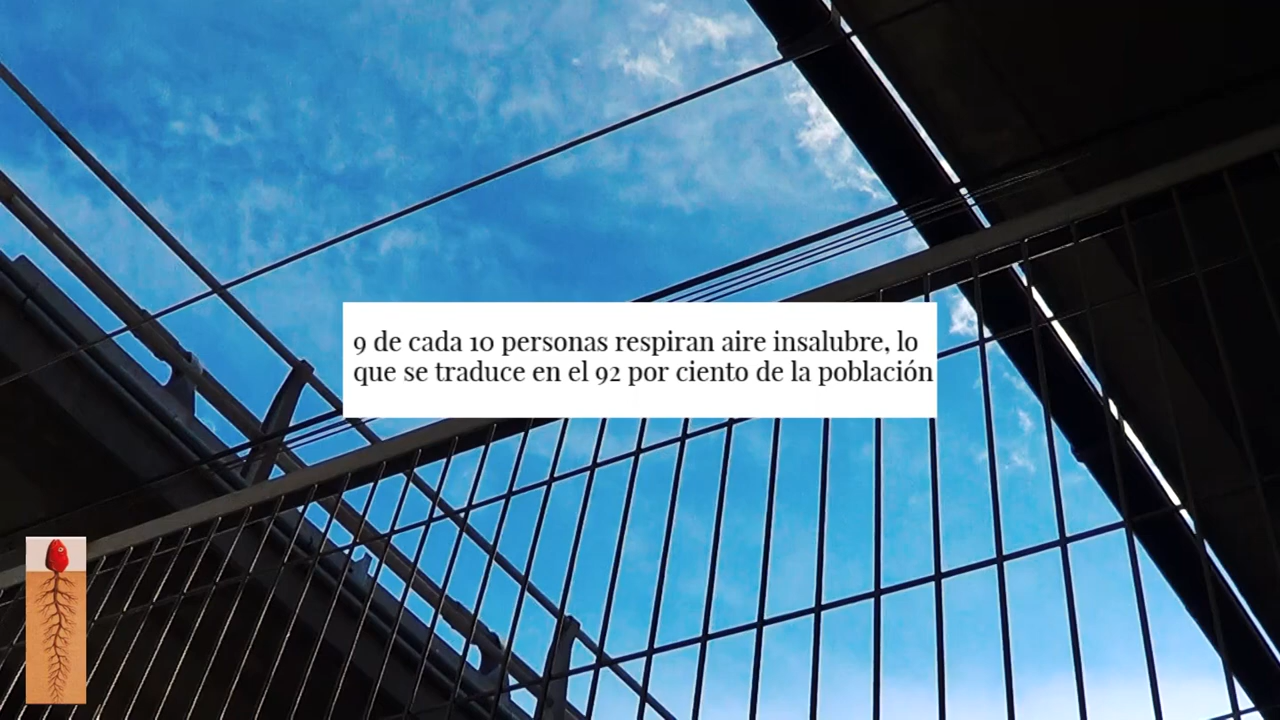 9 de cada 10 personas respiran aire insalubre, lo
que se traduce en el 92 por ciento de la población